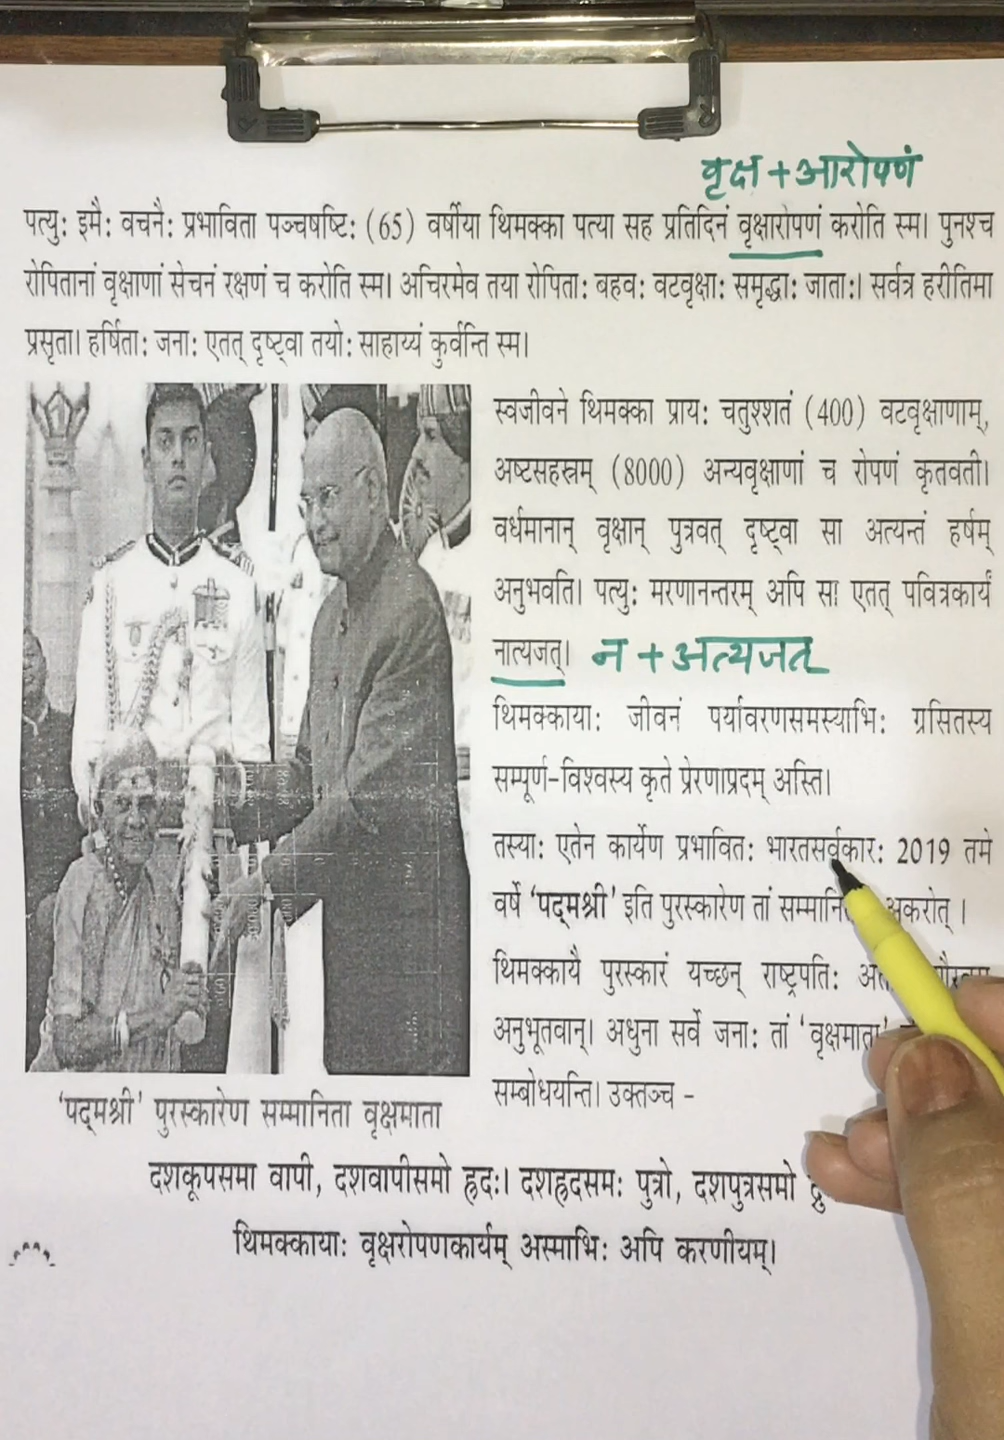 वृक्ष + आरोपणं
पत्यु: इमै: वचनै: प्रभाविता पञ्चषष्टि: (65) वर्षीया थिमक्का पत्या सह प्रतिदिनं वृक्षारोपणं करोति स्म। पुनश्च
रोपितानां वृक्षाणां सेचनं रक्षणं च करोति स्म। अचिरमेव तया रोपिता: बहव: वटवृक्षा: समृद्धा: जाता:। सर्वत्र हरीतिमा
प्रसृता। हर्षिता: जना: एतत् दृष्ट्वा तयो: साहाय्यं कुर्वन्ति स्म।
स्वजीवने थिमक्का प्राय: चतुश्शतं (400) वटवृक्षाणाम्,
अष्टसहस्रम् (8000) अन्यवृक्षाणां च रोपणं कृतवती।
वर्धमानान् वृक्षान् पुत्रवत् दृष्ट्वा सा अत्यन्तं हर्षम्
अनुभवति। पत्यु: मरणानन्तरम् अपि सा एतत् पवित्रकार्यं
नात्यजत्। न + अत्यजत्
थिमक्काया: जीवनं पर्यावरणसमस्याभि: ग्रसितस्य
सम्पूर्ण-विश्वस्य कृते प्रेरणाप्रदम् अस्ति।
तस्या: एतेन कार्येण प्रभावित: भारतसर्वकार: 2019 तमे
वर्षे 'पद्मश्री' इति पुरस्कारेण तां अकरोत् ।
थिमक्कायै पुरस्कारं यच्छन् राष्ट्रपति:
अनुभूतवान्। अधुना सर्वे जना: तां 'वृक्षमाता'
सम्बोधयन्ति। उक्तञ्च -
'पद्मश्री' पुरस्कारेण सम्मानिता वृक्षमाता
दशकूपसमा वापी, दशवापीसमो ह्रद:। दशह्रदसम: पुत्रो, दशपुत्रसमो
थिमक्काया: वृक्षरोपणकार्यम् अस्माभि: अपि करणीयम्।